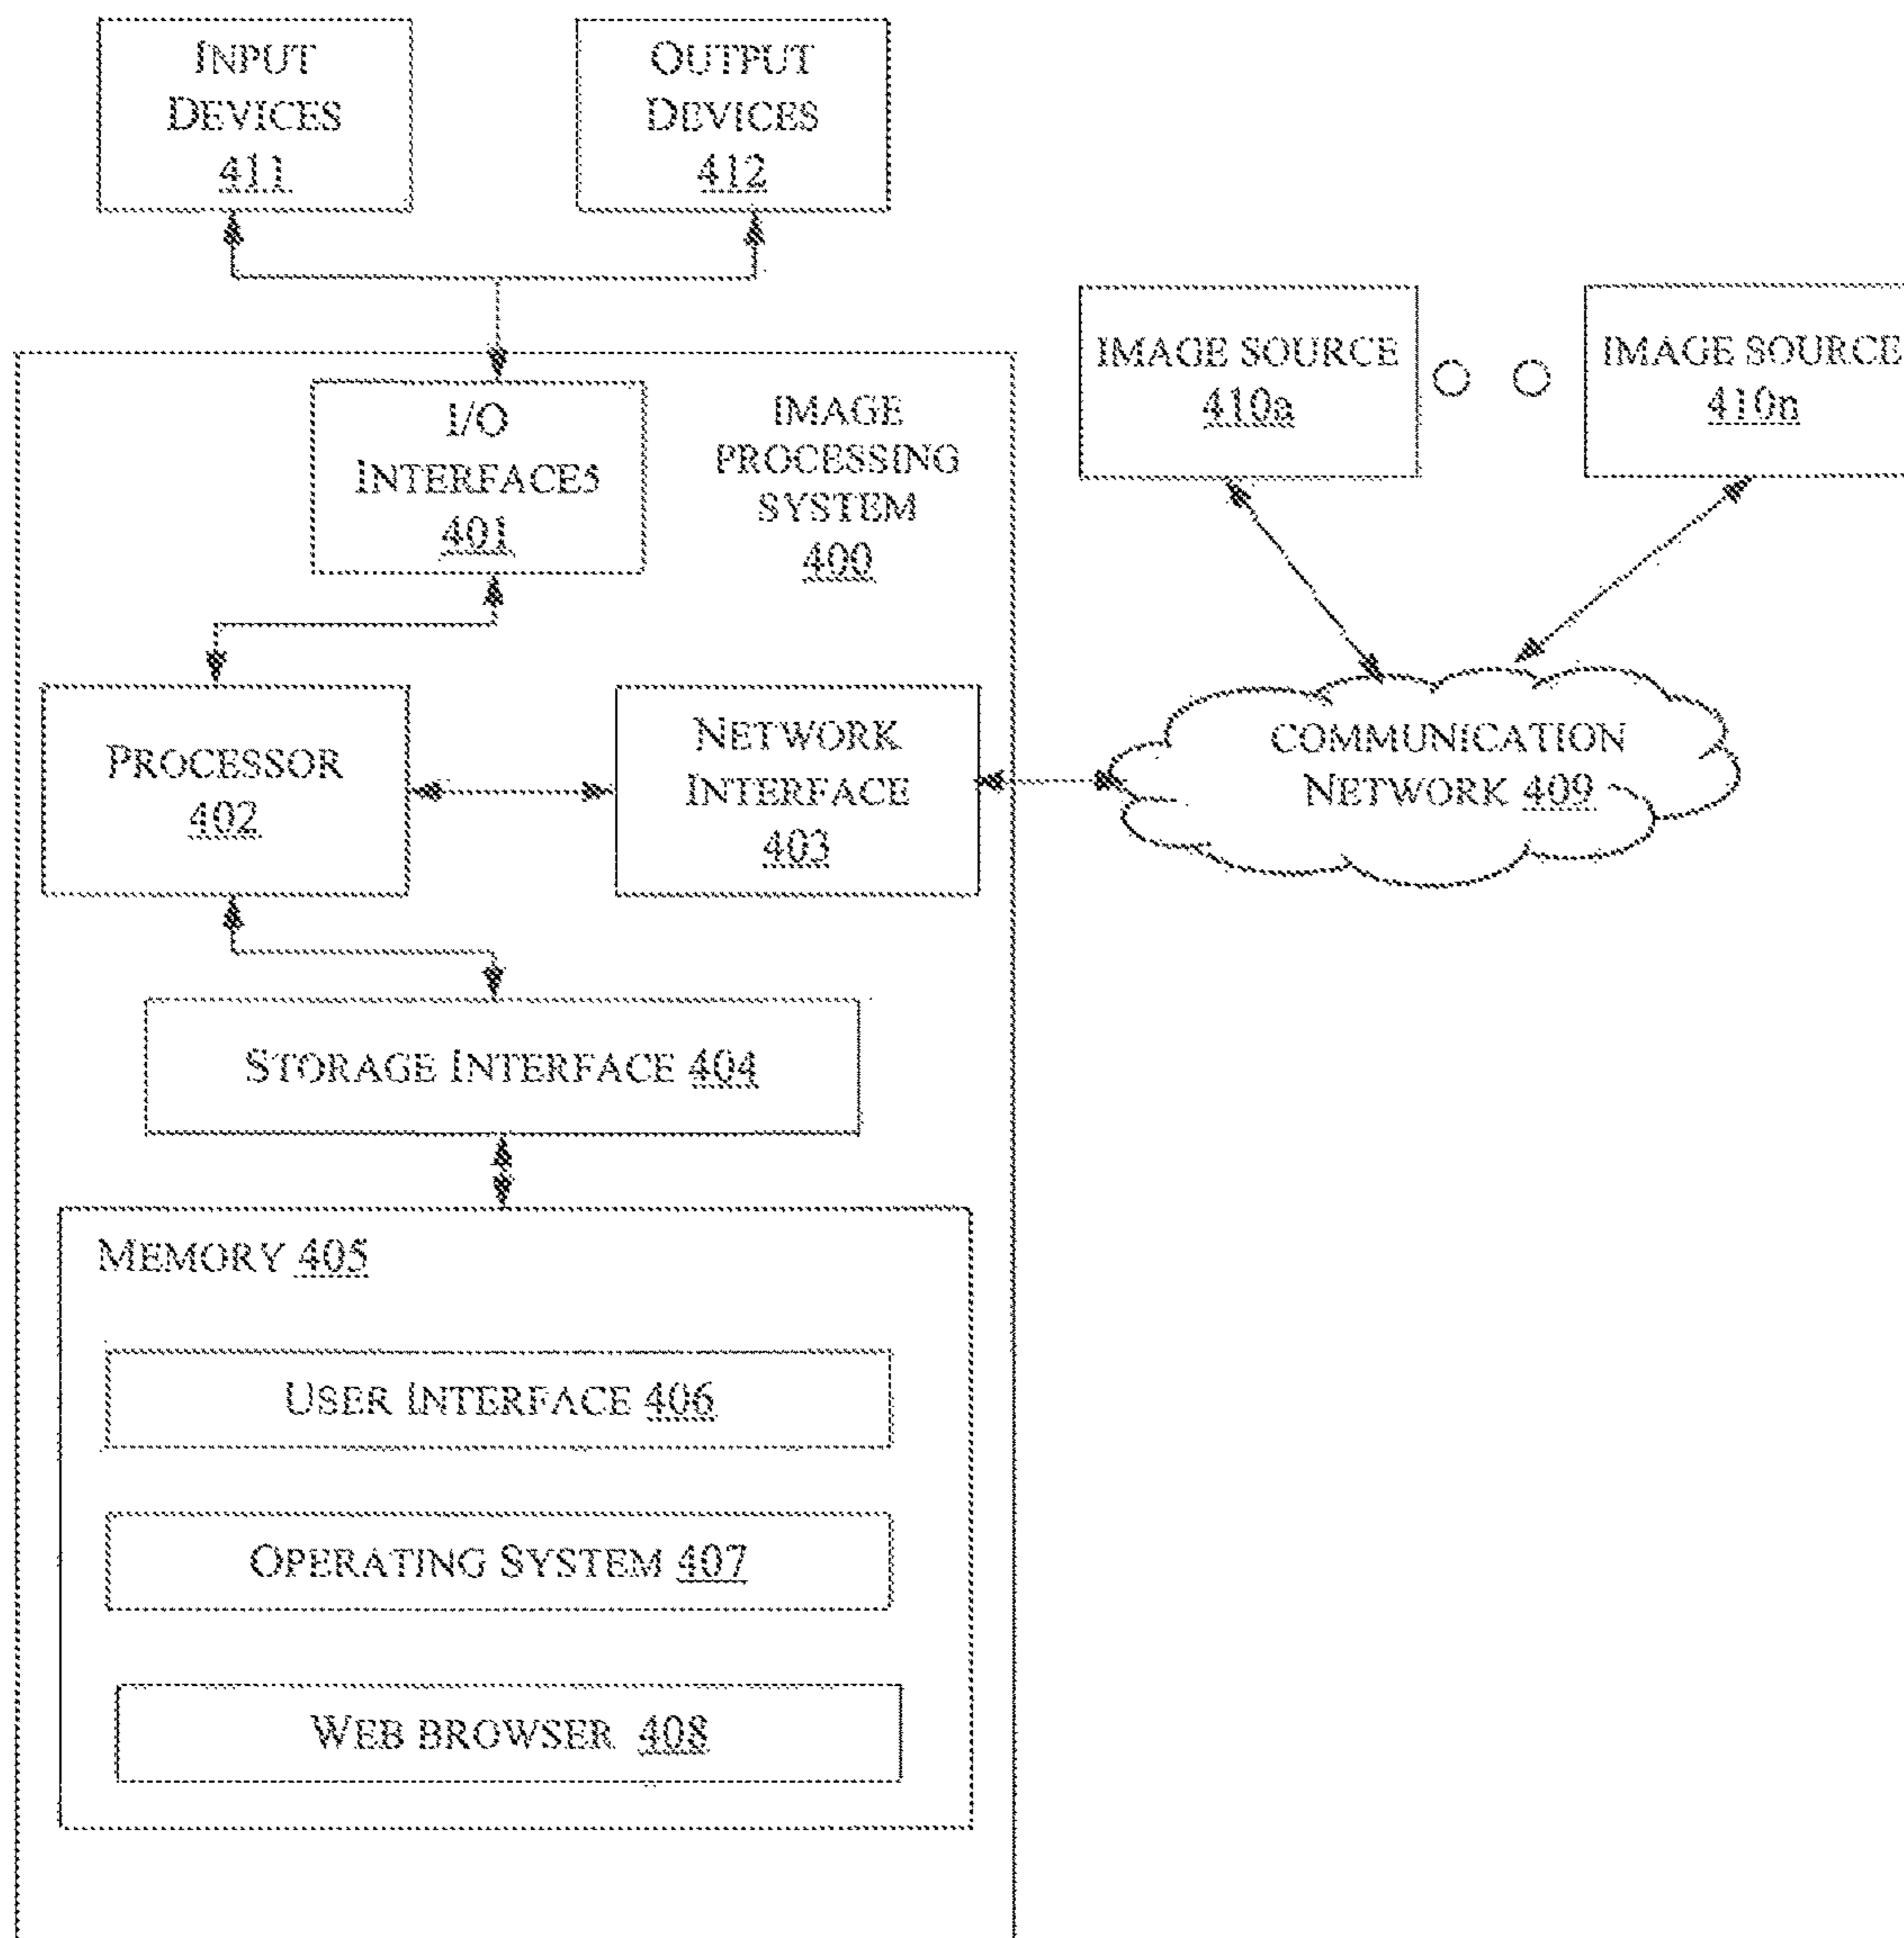 INPUT
DEVICES
411
OUTPUT
DEVICES
412
I/O
INTERFACE5
401
IMAGE
PROCESSING
SYSTEM
400
IMAGE SOURCE
410a
IMAGE SOURCE
410n
PROCESSOR
402
NETWORK
INTERFACE
403
COMMUNICATION
NETWORK 409
STORAGE INTERFACE 404
MEMORY 405
USER INTERFACE 406
OPERATING SYSTEM 407
WEB BROWSER 408